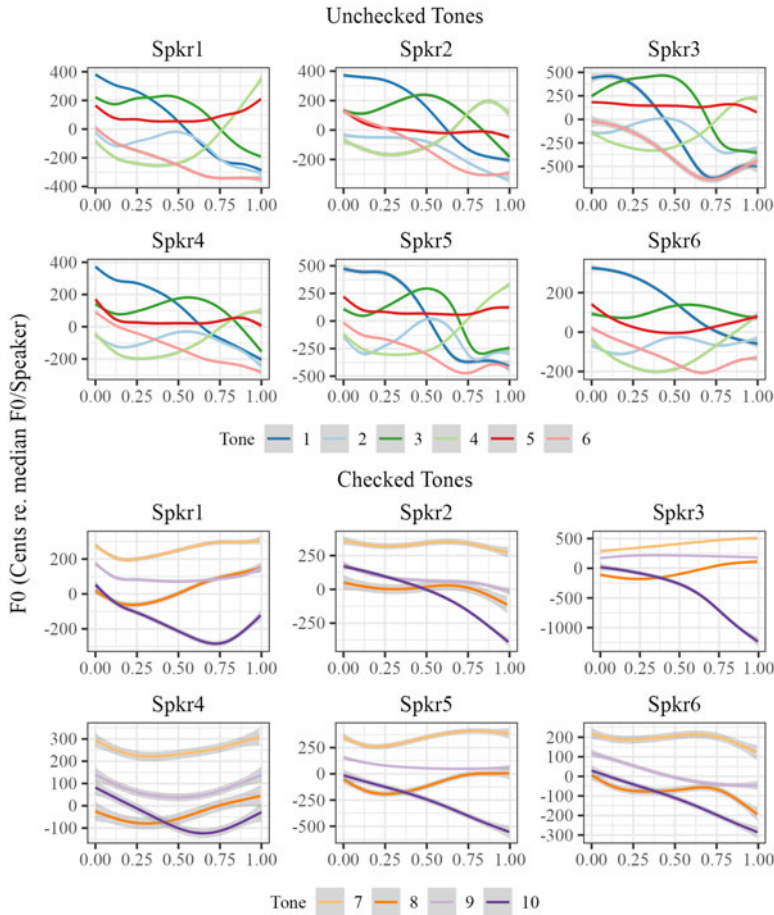 Unchecked Tones
Spkr1 Spkr2 Spkr3
400 200 0 -200 -400
400 200 0 -200
500 250 0 -250 -500
0.00 0.25 0.50 0.75 1.00 0.00 0.25 0.50 0.75 1.00 0.00 0.25 0.50 0.75 1.00
Spkr4 Spkr5 Spkr6
400 200 0 -200
500 250 0 -250 -500
200 0 -200
0.00 0.25 0.50 0.75 1.00 0.00 0.25 0.50 0.75 1.00 0.00 0.25 0.50 0.75 1.00
Tone 1 2 3 4 5 6
F0 (Cents re. median F0/Speaker)
Checked Tones
Spkr1 Spkr2 Spkr3
200 0 -200
250 0 -250
500 0 -500 -1000
0.00 0.25 0.50 0.75 1.00 0.00 0.25 0.50 0.75 1.00 0.00 0.25 0.50 0.75 1.00
Spkr4 Spkr5 Spkr6
300 200 100 0 -100
250 0 -250 -500
200 100 0 -100 -200 -300
0.00 0.25 0.50 0.75 1.00 0.00 0.25 0.50 0.75 1.00 0.00 0.25 0.50 0.75 1.00
Tone 7 8 9 10